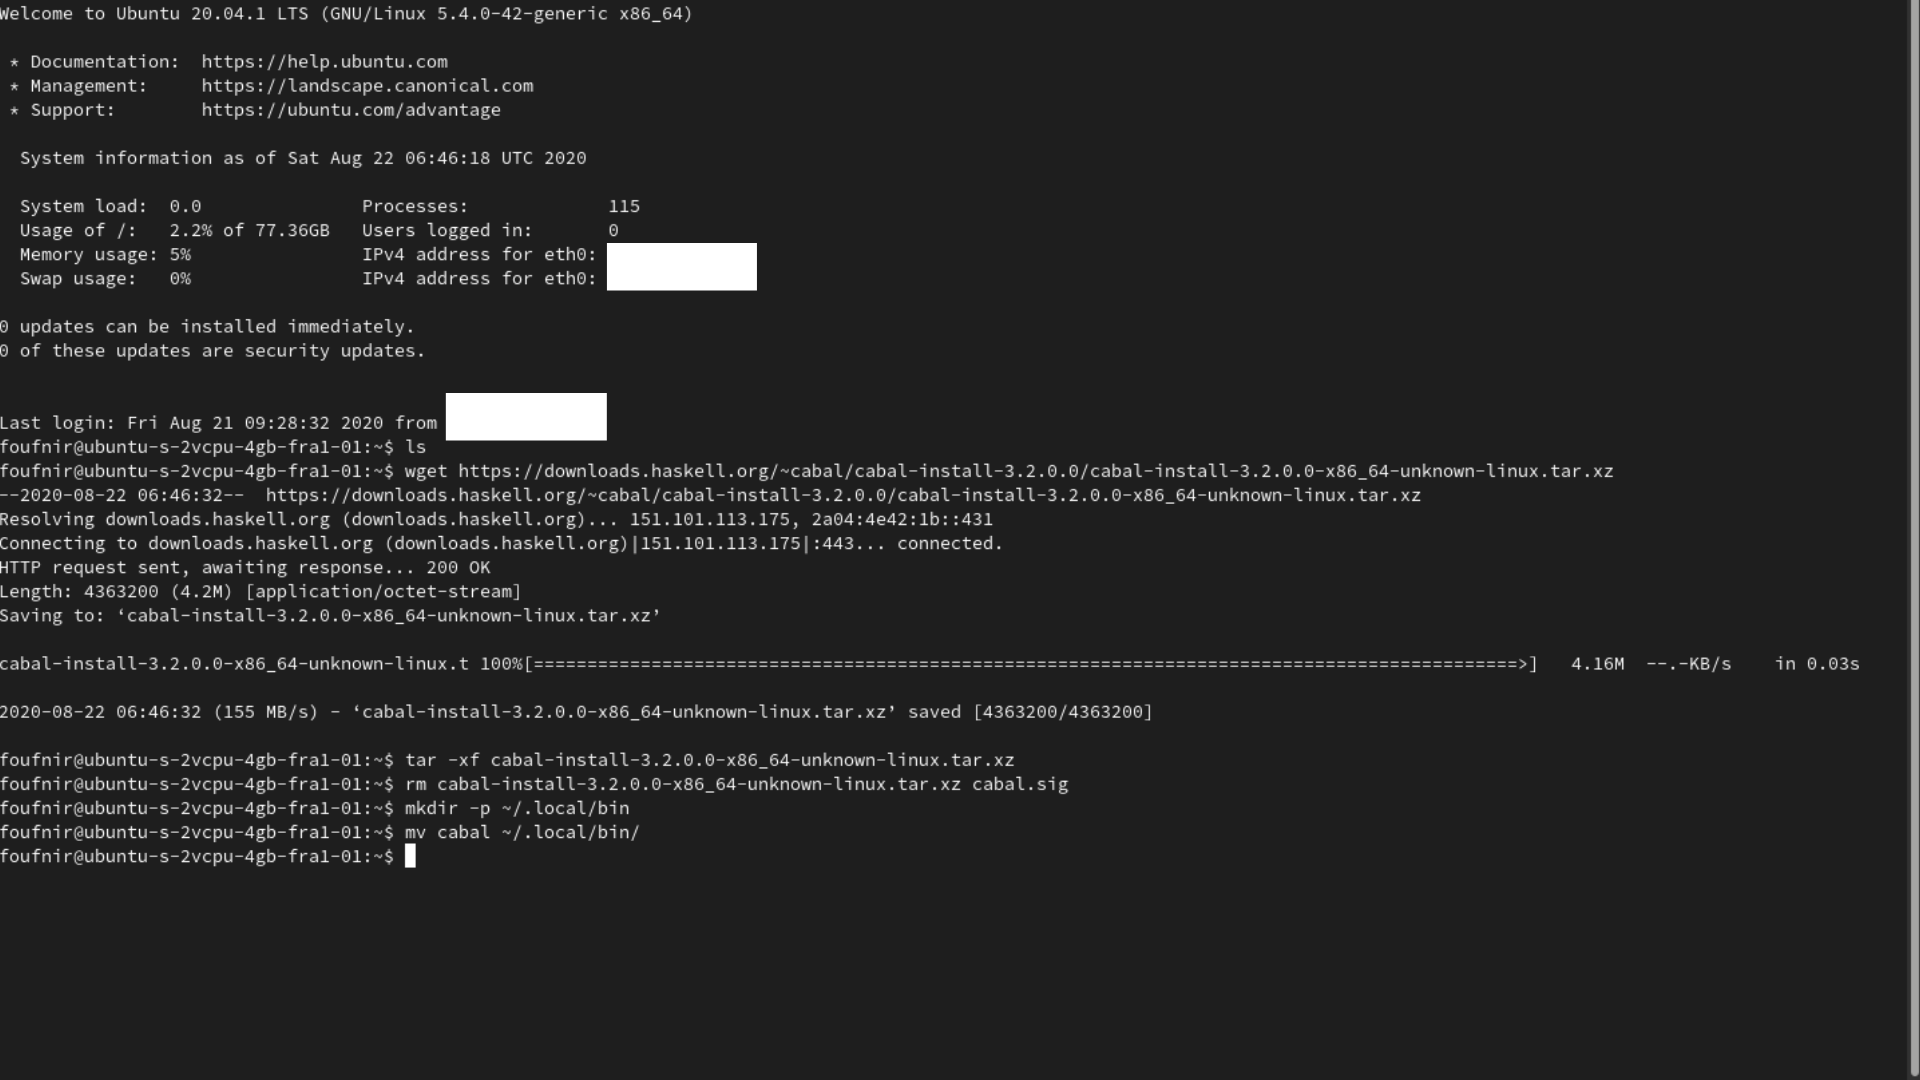 Welcome to Ubuntu 20.04.1 LTS (GNU/Linux 5.4.0-42-generic x86_64)
* Documentation:  https://help.ubuntu.com
* Management:     https://landscape.canonical.com
* Support:        https://ubuntu.com/advantage
System information as of Sat Aug 22 06:46:18 UTC 2020
System load:  0.0               Processes:             115
Usage of /:   2.2% of 77.36GB   Users logged in:       0
Memory usage: 5%                IPv4 address for eth0:
Swap usage:   0%                IPv4 address for eth0:
0 updates can be installed immediately.
0 of these updates are security updates.
Last login: Fri Aug 21 09:28:32 2020 from
foufnir@ubuntu-s-2vcpu-4gb-fra1-01:~$ ls
foufnir@ubuntu-s-2vcpu-4gb-fra1-01:~$ wget https://downloads.haskell.org/~cabal/cabal-install-3.2.0.0/cabal-install-3.2.0.0-x86_64-unknown-linux.tar.xz
--2020-08-22 06:46:32--  https://downloads.haskell.org/~cabal/cabal-install-3.2.0.0/cabal-install-3.2.0.0-x86_64-unknown-linux.tar.xz
Resolving downloads.haskell.org (downloads.haskell.org)... 151.101.113.175, 2a04:4e42:1b::431
Connecting to downloads.haskell.org (downloads.haskell.org)|151.101.113.175|:443... connected.
HTTP request sent, awaiting response... 200 OK
Length: 4363200 (4.2M) [application/octet-stream]
Saving to: ‘cabal-install-3.2.0.0-x86_64-unknown-linux.tar.xz’
cabal-install-3.2.0.0-x86_64-unknown-linux.t 100%[============================================================================================>]   4.16M  --.-KB/s    in 0.03s
2020-08-22 06:46:32 (155 MB/s) - ‘cabal-install-3.2.0.0-x86_64-unknown-linux.tar.xz’ saved [4363200/4363200]
foufnir@ubuntu-s-2vcpu-4gb-fra1-01:~$ tar -xf cabal-install-3.2.0.0-x86_64-unknown-linux.tar.xz
foufnir@ubuntu-s-2vcpu-4gb-fra1-01:~$ rm cabal-install-3.2.0.0-x86_64-unknown-linux.tar.xz cabal.sig
foufnir@ubuntu-s-2vcpu-4gb-fra1-01:~$ mkdir -p ~/.local/bin
foufnir@ubuntu-s-2vcpu-4gb-fra1-01:~$ mv cabal ~/.local/bin/
foufnir@ubuntu-s-2vcpu-4gb-fra1-01:~$